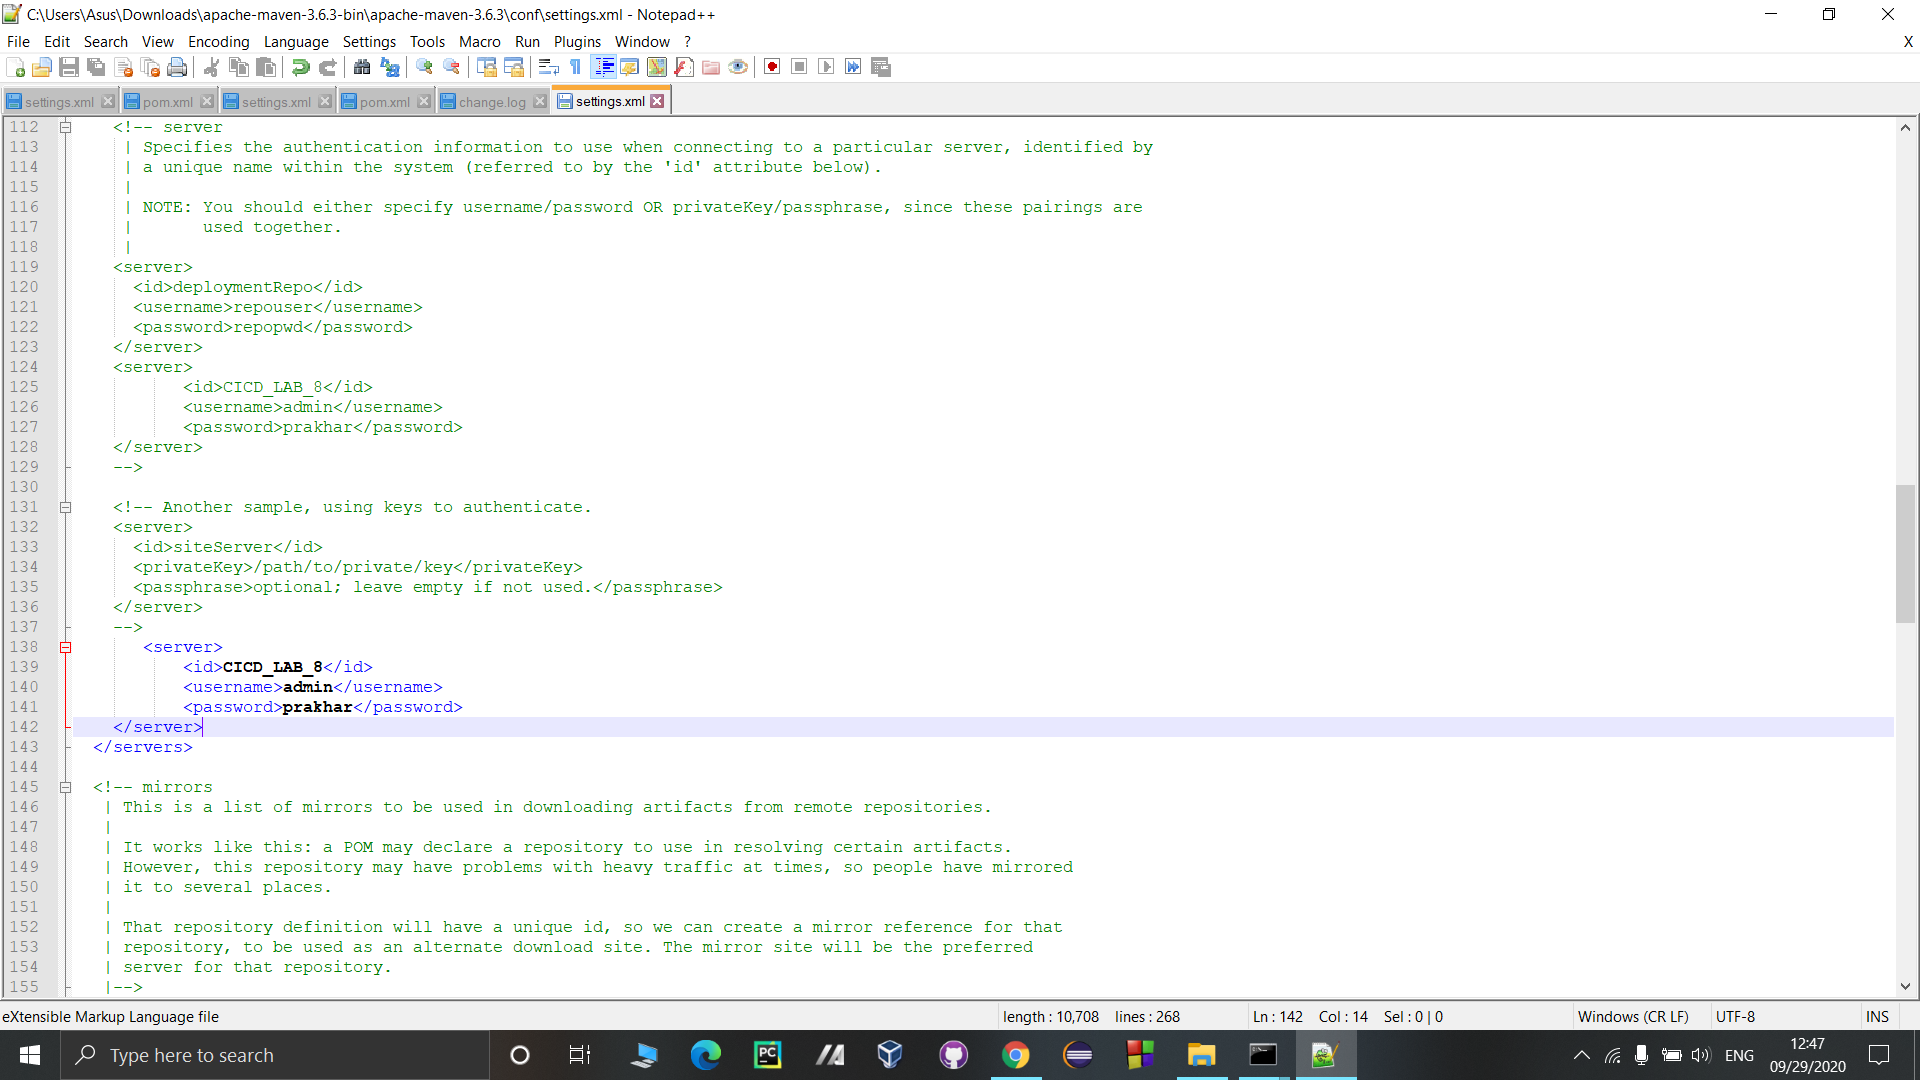 C:\Users\Asus\Downloads\apache-maven-3.6.3-bin\apache-maven-3.6.3\conf\settings.xml - Notepad++
File Edit Search View Encoding Language Settings Tools Macro Run Plugins Window ? X
settings.xml pom.xml settings.xml pom.xml change.log settings.xml
112 <!-- server
113 | Specifies the authentication information to use when connecting to a particular server, identified by
114 | a unique name within the system (referred to by the 'id' attribute below).
115 |
116 | NOTE: You should either specify username/password OR privateKey/passphrase, since these pairings are
117 | used together.
118 |
119 <server>
120 <id>deploymentRepo</id>
121 <username>repouser</username>
122 <password>repopwd</password>
123 </server>
124 <server>
125 <id>CICD_LAB_8</id>
126 <username>admin</username>
127 <password>prakhar</password>
128 </server>
129 -->
130
131 <!-- Another sample, using keys to authenticate.
132 <server>
133 <id>siteServer</id>
134 <privateKey>/path/to/private/key</privateKey>
135 <passphrase>optional; leave empty if not used.</passphrase>
136 </server>
137 -->
138 <server>
139 <id>CICD_LAB_8</id>
140 <username>admin</username>
141 <password>prakhar</password>
142 </server>
143 </servers>
144
145 <!-- mirrors
146 | This is a list of mirrors to be used in downloading artifacts from remote repositories.
147 |
148 | It works like this: a POM may declare a repository to use in resolving certain artifacts.
149 | However, this repository may have problems with heavy traffic at times, so people have mirrored
150 | it to several places.
151 |
152 | That repository definition will have a unique id, so we can create a mirror reference for that
153 | repository, to be used as an alternate download site. The mirror site will be the preferred
154 | server for that repository.
155 |-->
eXtensible Markup Language file length : 10,708 lines : 268 Ln : 142 Col : 14 Sel : 0 | 0 Windows (CR LF) UTF-8 INS
Type here to search PC ENG 12:47
09/29/2020